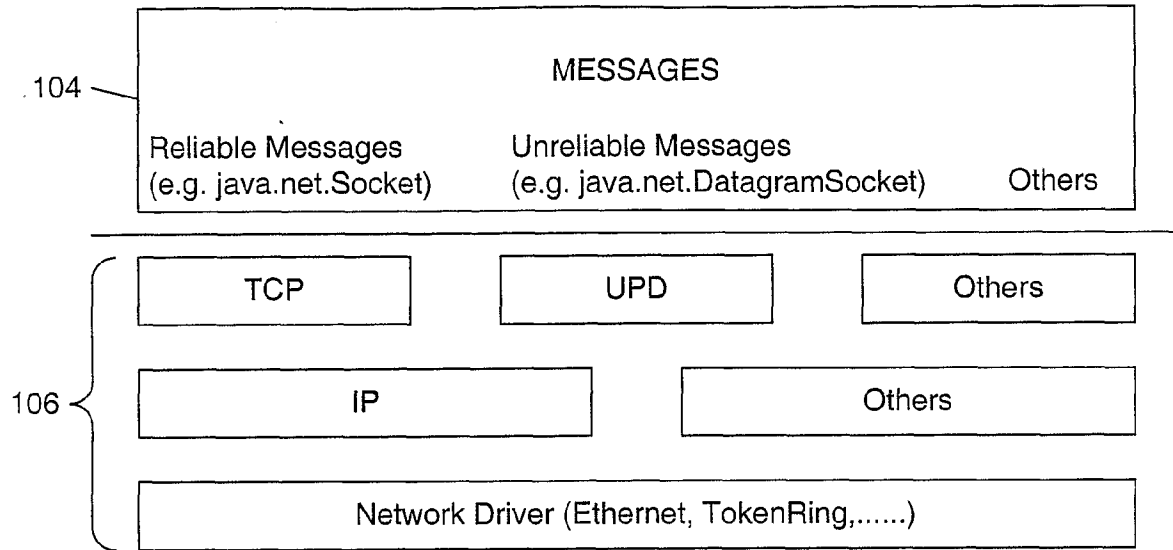 104
MESSAGES
Reliable Messages
(e.g. java.net.Socket)
Unreliable Messages
(e.g. java.net.DatagramSocket)
Others
106
TCP
UPD
Others
IP
Others
Network Driver (Ethernet, TokenRing,......)